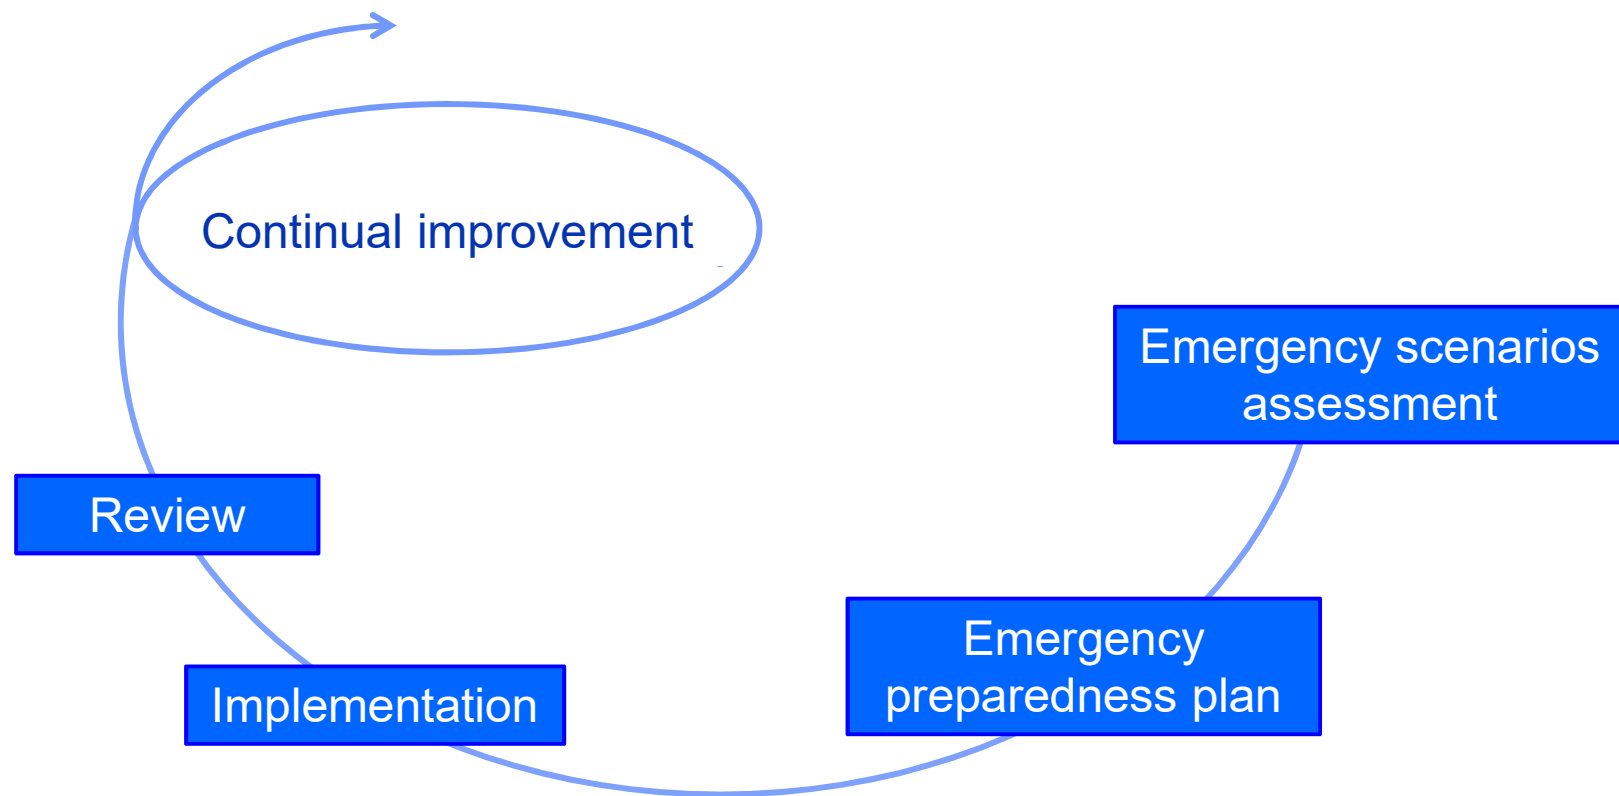 Continual improvement
Emergency scenarios
assessment
Review
Emergency
preparedness plan
Implementation